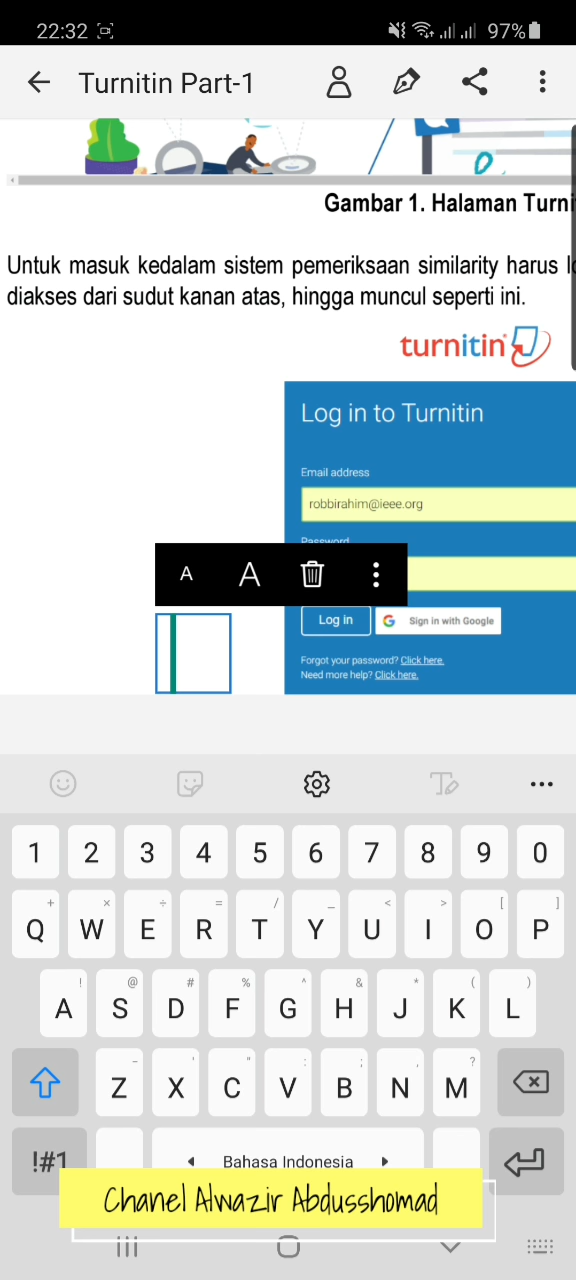 22:32 97%
Turnitin Part-1
Gambar 1. Halaman Turni
Untuk masuk kedalam sistem pemeriksaan similarity harus
diakses dari sudut kanan atas, hingga muncul seperti ini.
turnitin
Log in to Turnitin
Email address
robbirahim@ieee.org
Password
A A
Log in
G Sign in with Google
Forgot your password? Click here.
Need more help? Click here.
1 2 3 4 5 6 7 8 9 0
+ × ÷ = / _ < > [ ]
Q W E R T Y U I O P
! @ # % ^ & * ( )
A S D F G H J K L
- ' " : ; , ?
Z X C V B N M
!#1 Bahasa Indonesia
Chanel Alwazir Abdusshomad